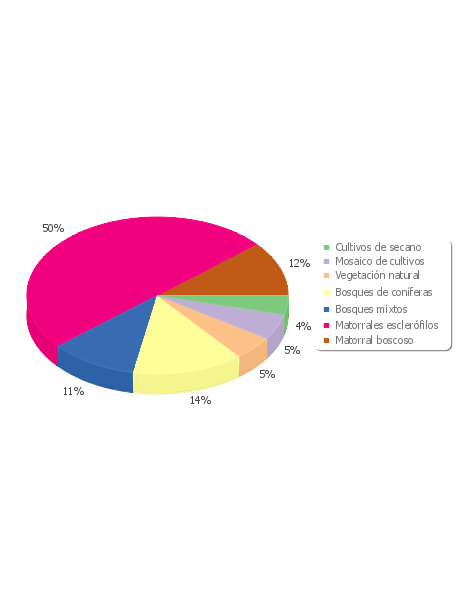 50%
12%
4%
5%
5%
14%
11%
Cultivos de secano
Mosaico de cultivos
Vegetación natural
Bosques de coníferas
Bosques mixtos
Matorrales esclerófilos
Matorral boscoso